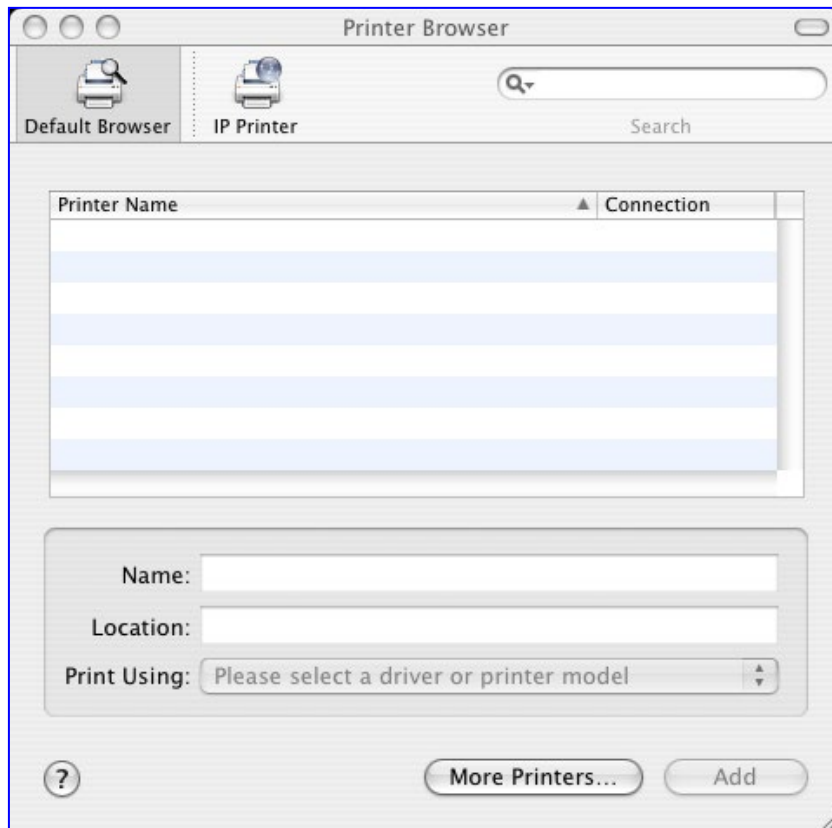 Printer Browser
Default Browser
IP Printer
Search
Printer Name
Connection
Name:
Location:
Print Using: Please select a driver or printer model
?
More Printers...
Add